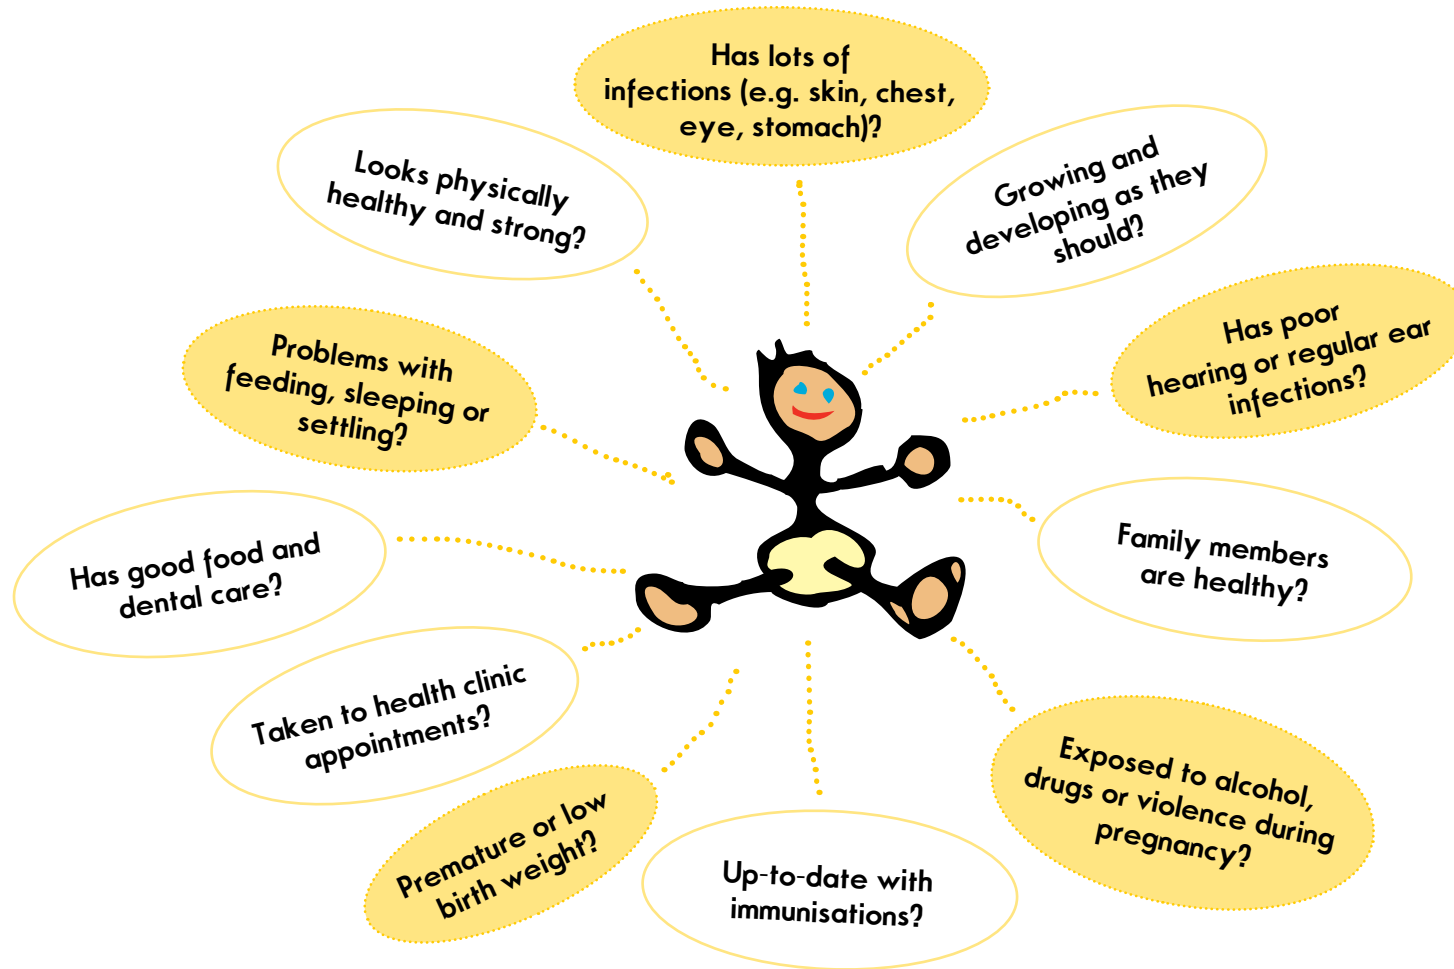 Has lots of
infections (e.g. skin, chest,
eye, stomach)?
Looks physically
healthy and strong?
Growing and
developing as they
should?
Has poor
hearing or regular ear
infections?
Problems with
feeding, sleeping or
settling?
Has good food and
dental care?
Family members
are healthy?
Taken to health clinic
appointments?
Exposed to alcohol,
drugs or violence during
pregnancy?
Premature or low
birth weight?
Up-to-date with
immunisations?